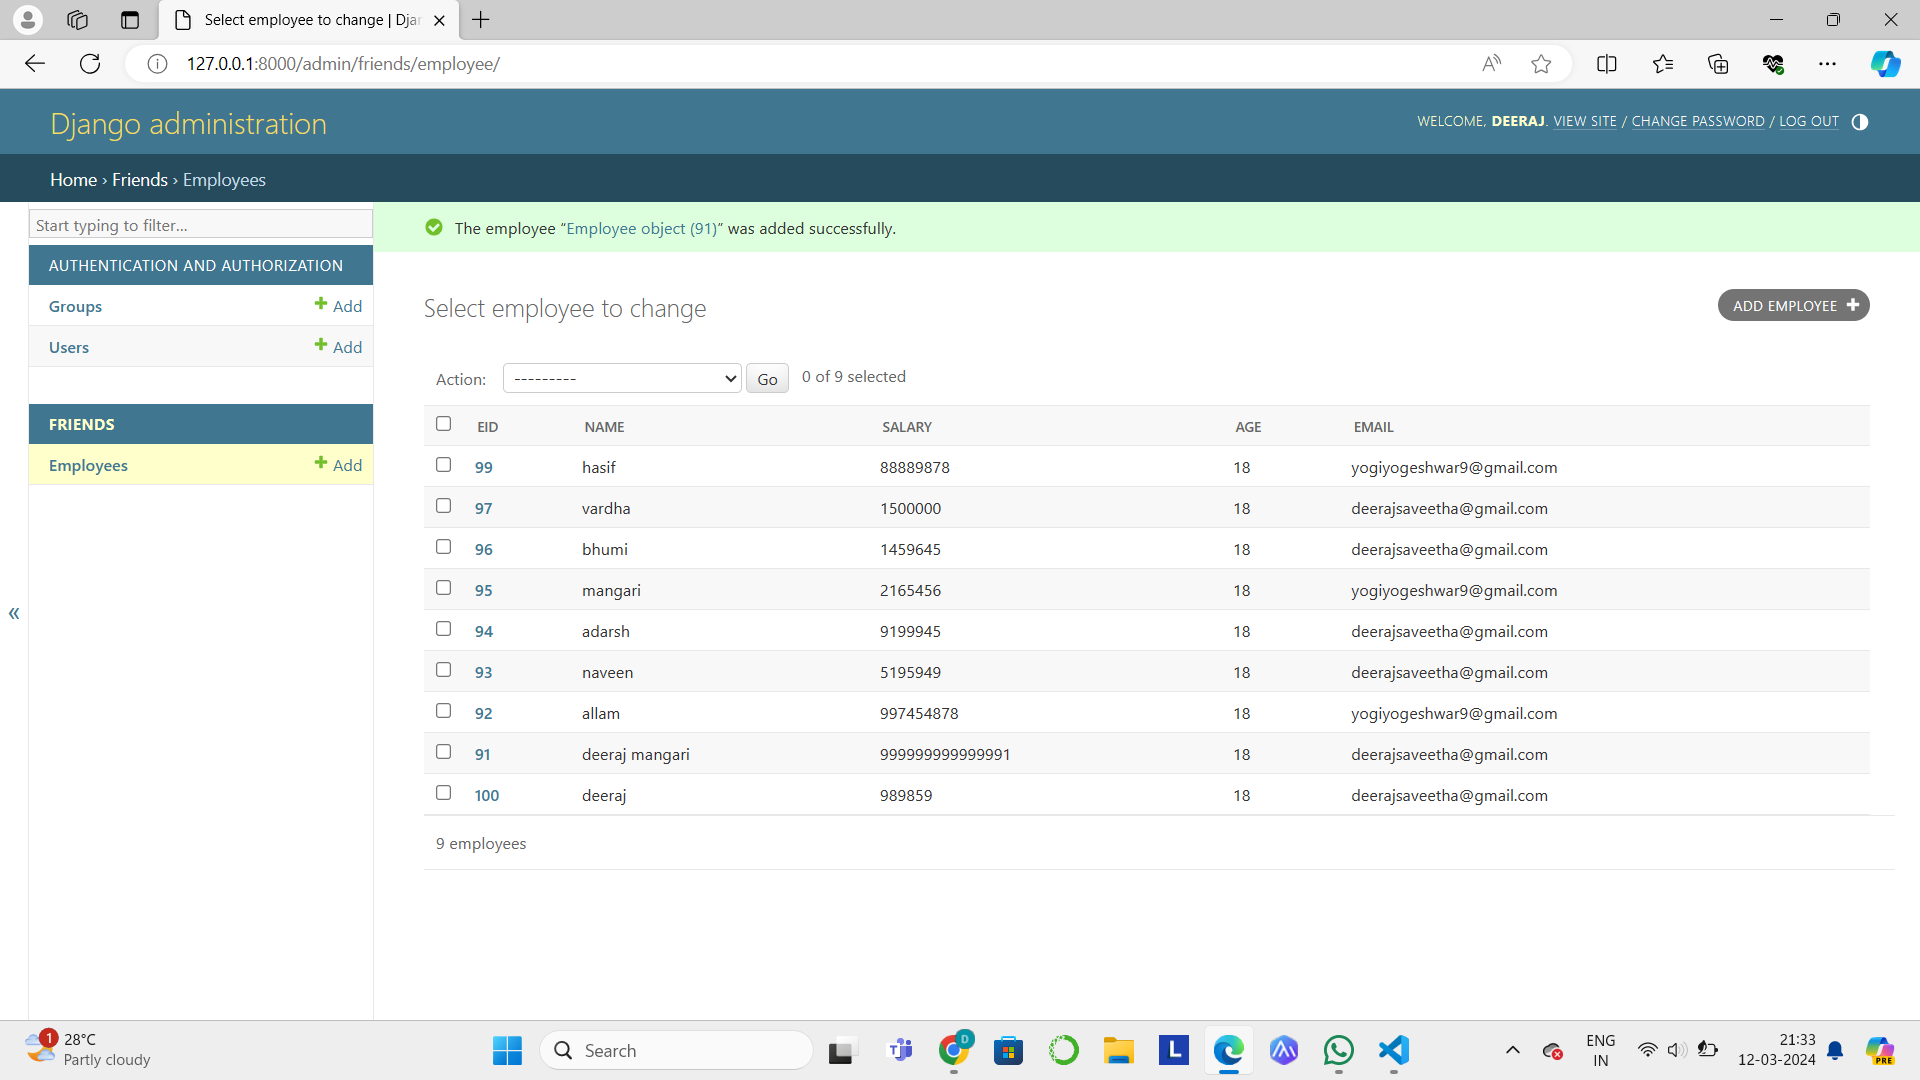 Select employee to change | Djan
127.0.0.1:8000/admin/friends/employee/
Django administration
WELCOME, DEERAJ. VIEW SITE / CHANGE PASSWORD / LOG OUT
Home › Friends › Employees
Start typing to filter...
AUTHENTICATION AND AUTHORIZATION
Groups Add
Users Add
FRIENDS
Employees Add
«
The employee “Employee object (91)” was added successfully.
Select employee to change
ADD EMPLOYEE
Action: --------- Go 0 of 9 selected
EID NAME SALARY AGE EMAIL
99 hasif 88889878 18 yogiyogeshwar9@gmail.com
97 vardha 1500000 18 deerajsaveetha@gmail.com
96 bhumi 1459645 18 deerajsaveetha@gmail.com
95 mangari 2165456 18 yogiyogeshwar9@gmail.com
94 adarsh 9199945 18 deerajsaveetha@gmail.com
93 naveen 5195949 18 deerajsaveetha@gmail.com
92 allam 997454878 18 yogiyogeshwar9@gmail.com
91 deeraj mangari 999999999999991 18 deerajsaveetha@gmail.com
100 deeraj 989859 18 deerajsaveetha@gmail.com
9 employees
1
28°C
Partly cloudy
Search
D
L
ENG
IN
21:33
12-03-2024
PRE